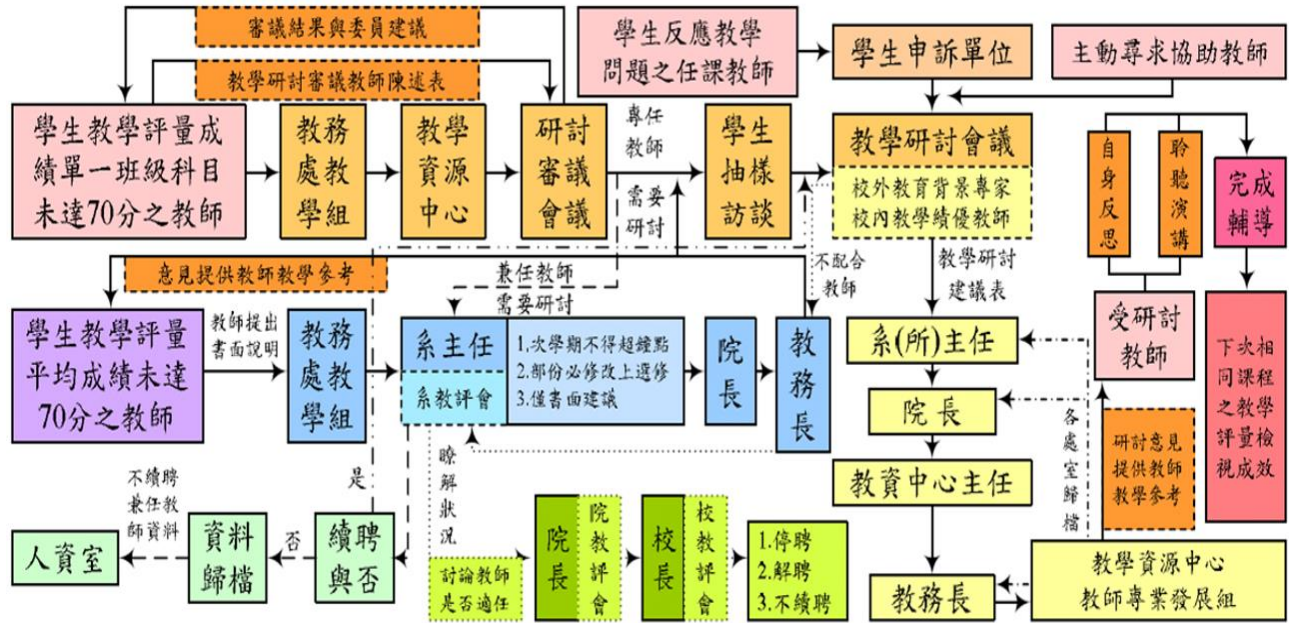 審議結果與委員建議
教學研討審議教師陳述表
學生反應教學
問題之任課教師
學生申訴單位
主動尋求協助教師
學生教學評量成
績單一班級科目
未達70分之教師
教務
處教
學組
教學
資源
中心
研討
審議
會議
專任
教師
需要
研討
學生
抽樣
訪談
教學研討會議
校外教育背景專家
校內教學績優教師
自身反思
聆聽演講
完成
輔導
意見提供教師教學參考
兼任教師
需要研討
不配合
教師
教學研討
建議表
學生教學評量
平均成績未達
70分之教師
教師提出
書面說明
教務
處教
學組
系主任
系教評會
1.次學期不得超鐘點
2.部份必修改上選修
3.僅書面建議
院長
教務長
系(所)主任
院長
教資中心主任
教務長
受研討
教師
下次相
同課程
之教學
評量檢
視成效
研討意見
提供教師
教學參考
各處室歸檔
教學資源中心
教師專業發展組
瞭解狀況
是
否
不續聘
兼任教
師資料
人資室
資料
歸檔
續聘
與否
討論教師
是否適任
院長
院教評會
校長
校教評會
1.停聘
2.解聘
3.不續聘